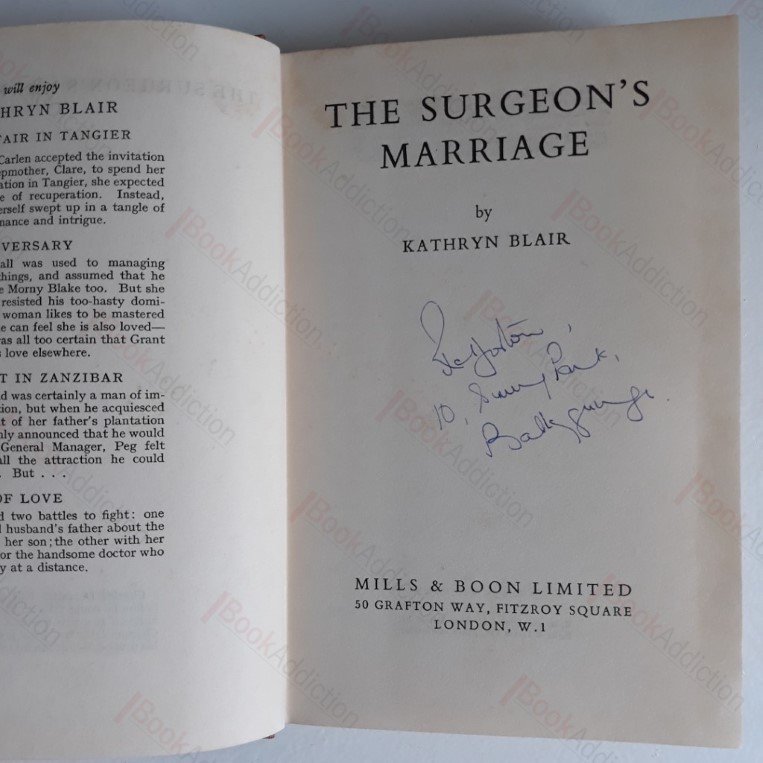 will enjoy
HRYN BLAIR
AIR IN TANGIER
Carlen accepted the invitation
pmother, Clare, to spend her
ation in Tangier, she expected
e of recuperation. Instead,
erself swept up in a tangle of
mance and intrigue.
VERSARY
all was used to managing
things, and assumed that he
e Morny Blake too. But she
resisted his too-hasty domi-
woman likes to be mastered
e can feel she is also loved—
as all too certain that Grant
s love elsewhere.
T IN ZANZIBAR
d was certainly a man of im-
ion, but when he acquiesced
t of her father's plantation
nly announced that he would
General Manager, Peg felt
all the attraction he could
. But . . .
OF LOVE
d two battles to fight: one
d husband's father about the
her son; the other with her
or the handsome doctor who
y at a distance.
THE SURGEON'S
MARRIAGE
by
KATHRYN BLAIR
10, Sunny Park,
Ballygunge
MILLS & BOON LIMITED
50 GRAFTON WAY, FITZROY SQUARE
LONDON, W.1
BookAddiction